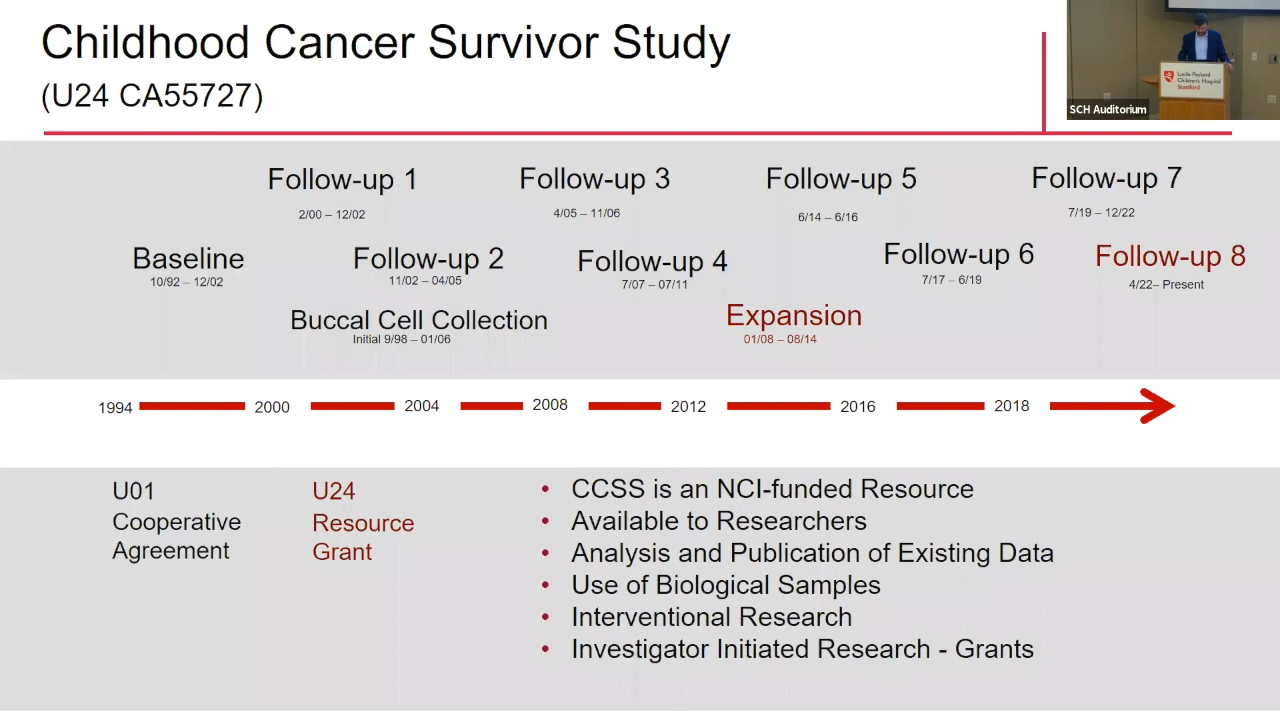 Childhood Cancer Survivor Study
(U24 CA55727)
Lucile Packard
Children's Hospital
Stanford
SCH Auditorium
Follow-up 1
2/00 – 12/02
Follow-up 3
4/05 – 11/06
Follow-up 5
6/14 – 6/16
Follow-up 7
7/19 – 12/22
Baseline
10/92 – 12/02
Follow-up 2
11/02 – 04/05
Follow-up 4
7/07 – 07/11
Follow-up 6
7/17 – 6/19
Follow-up 8
4/22– Present
Buccal Cell Collection
Initial 9/98 – 01/06
Expansion
01/08 – 08/14
1994 2000 2004 2008 2012 2016 2018
U01
Cooperative
Agreement
U24
Resource
Grant
• CCSS is an NCI-funded Resource
• Available to Researchers
• Analysis and Publication of Existing Data
• Use of Biological Samples
• Interventional Research
• Investigator Initiated Research - Grants